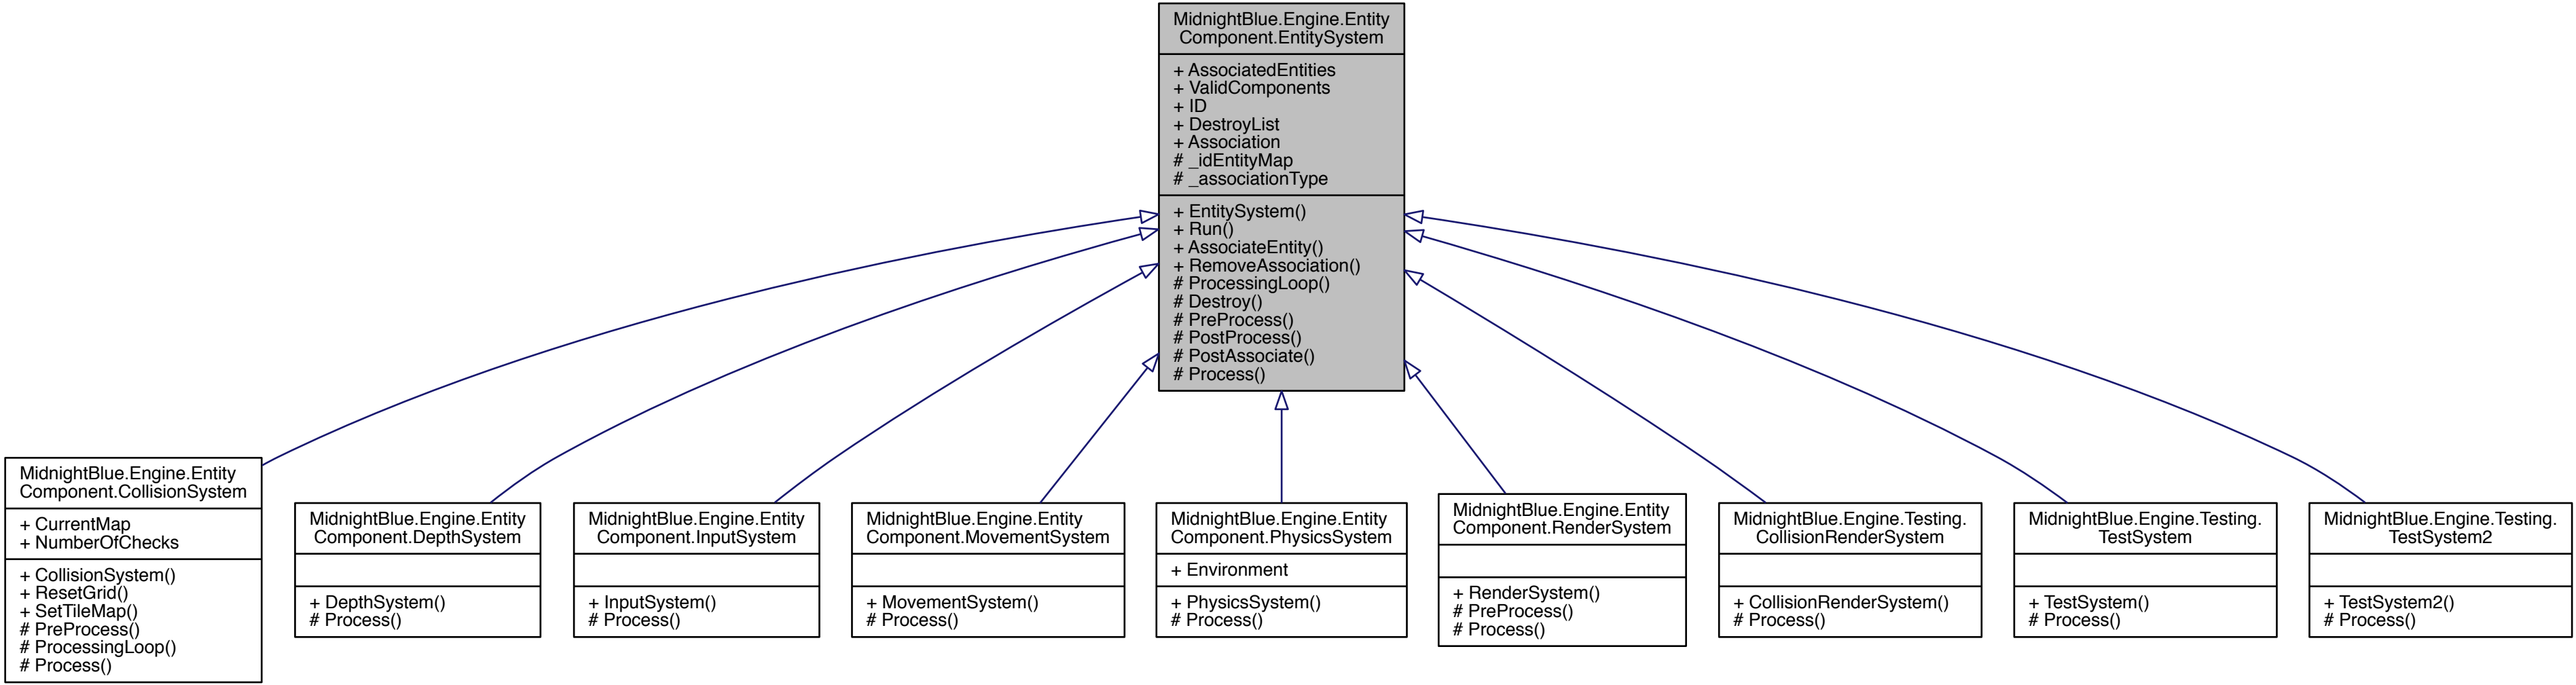 MidnightBlue.Engine.Entity
Component.EntitySystem
+ AssociatedEntities
+ ValidComponents
+ ID
+ DestroyList
+ Association
# _idEntityMap
# _associationType
+ EntitySystem()
+ Run()
+ AssociateEntity()
+ RemoveAssociation()
# ProcessingLoop()
# Destroy()
# PreProcess()
# PostProcess()
# PostAssociate()
# Process()
MidnightBlue.Engine.Entity
Component.CollisionSystem
+ CurrentMap
+ NumberOfChecks
+ CollisionSystem()
+ ResetGrid()
+ SetTileMap()
# PreProcess()
# ProcessingLoop()
# Process()
MidnightBlue.Engine.Entity
Component.DepthSystem
+ DepthSystem()
# Process()
MidnightBlue.Engine.Entity
Component.InputSystem
+ InputSystem()
# Process()
MidnightBlue.Engine.Entity
Component.MovementSystem
+ MovementSystem()
# Process()
MidnightBlue.Engine.Entity
Component.PhysicsSystem
+ Environment
+ PhysicsSystem()
# Process()
MidnightBlue.Engine.Entity
Component.RenderSystem
+ RenderSystem()
# PreProcess()
# Process()
MidnightBlue.Engine.Testing.
CollisionRenderSystem
+ CollisionRenderSystem()
# Process()
MidnightBlue.Engine.Testing.
TestSystem
+ TestSystem()
# Process()
MidnightBlue.Engine.Testing.
TestSystem2
+ TestSystem2()
# Process()